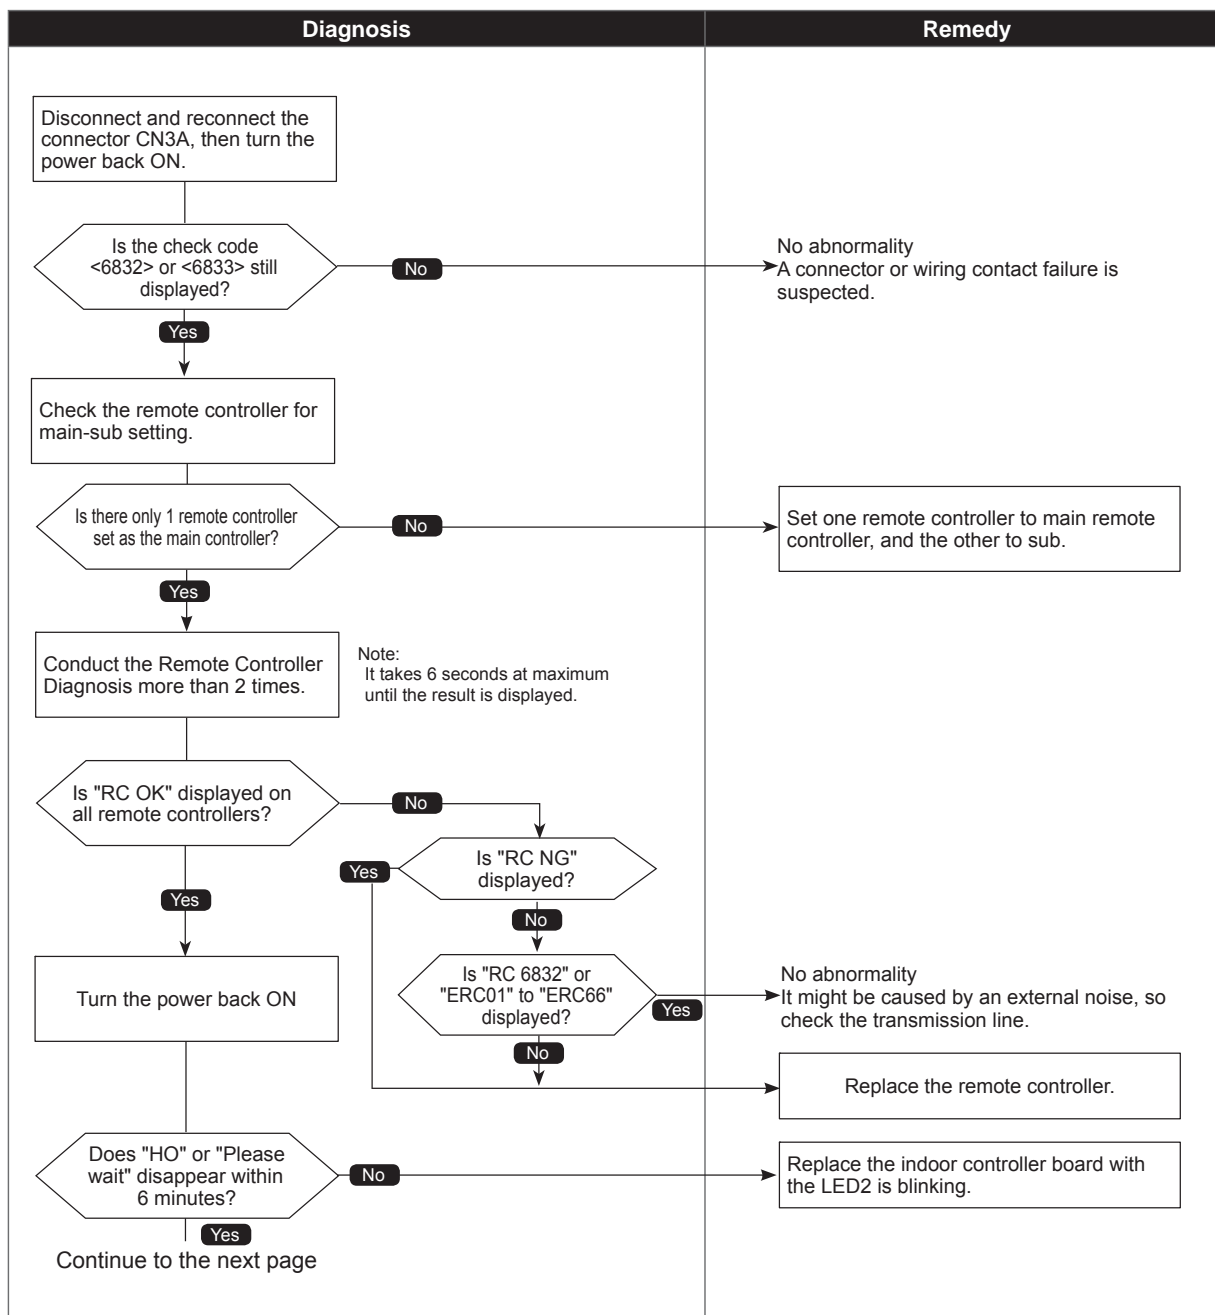 Diagnosis
Remedy
Disconnect and reconnect the
connector CN3A, then turn the
power back ON.
Is the check code
<6832> or <6833> still
displayed?
No
No abnormality
A connector or wiring contact failure is
suspected.
Yes
Check the remote controller for
main-sub setting.
Is there only 1 remote controller
set as the main controller?
No
Set one remote controller to main remote
controller, and the other to sub.
Yes
Conduct the Remote Controller
Diagnosis more than 2 times.
Note:
It takes 6 seconds at maximum
until the result is displayed.
Is "RC OK" displayed on
all remote controllers?
No
Is "RC NG"
displayed?
Yes
No
Yes
Is "RC 6832" or
"ERC01" to "ERC66"
displayed?
Yes
No abnormality
It might be caused by an external noise, so
check the transmission line.
No
Replace the remote controller.
Turn the power back ON
Does "HO" or "Please
wait" disappear within
6 minutes?
No
Replace the indoor controller board with
the LED2 is blinking.
Yes
Continue to the next page